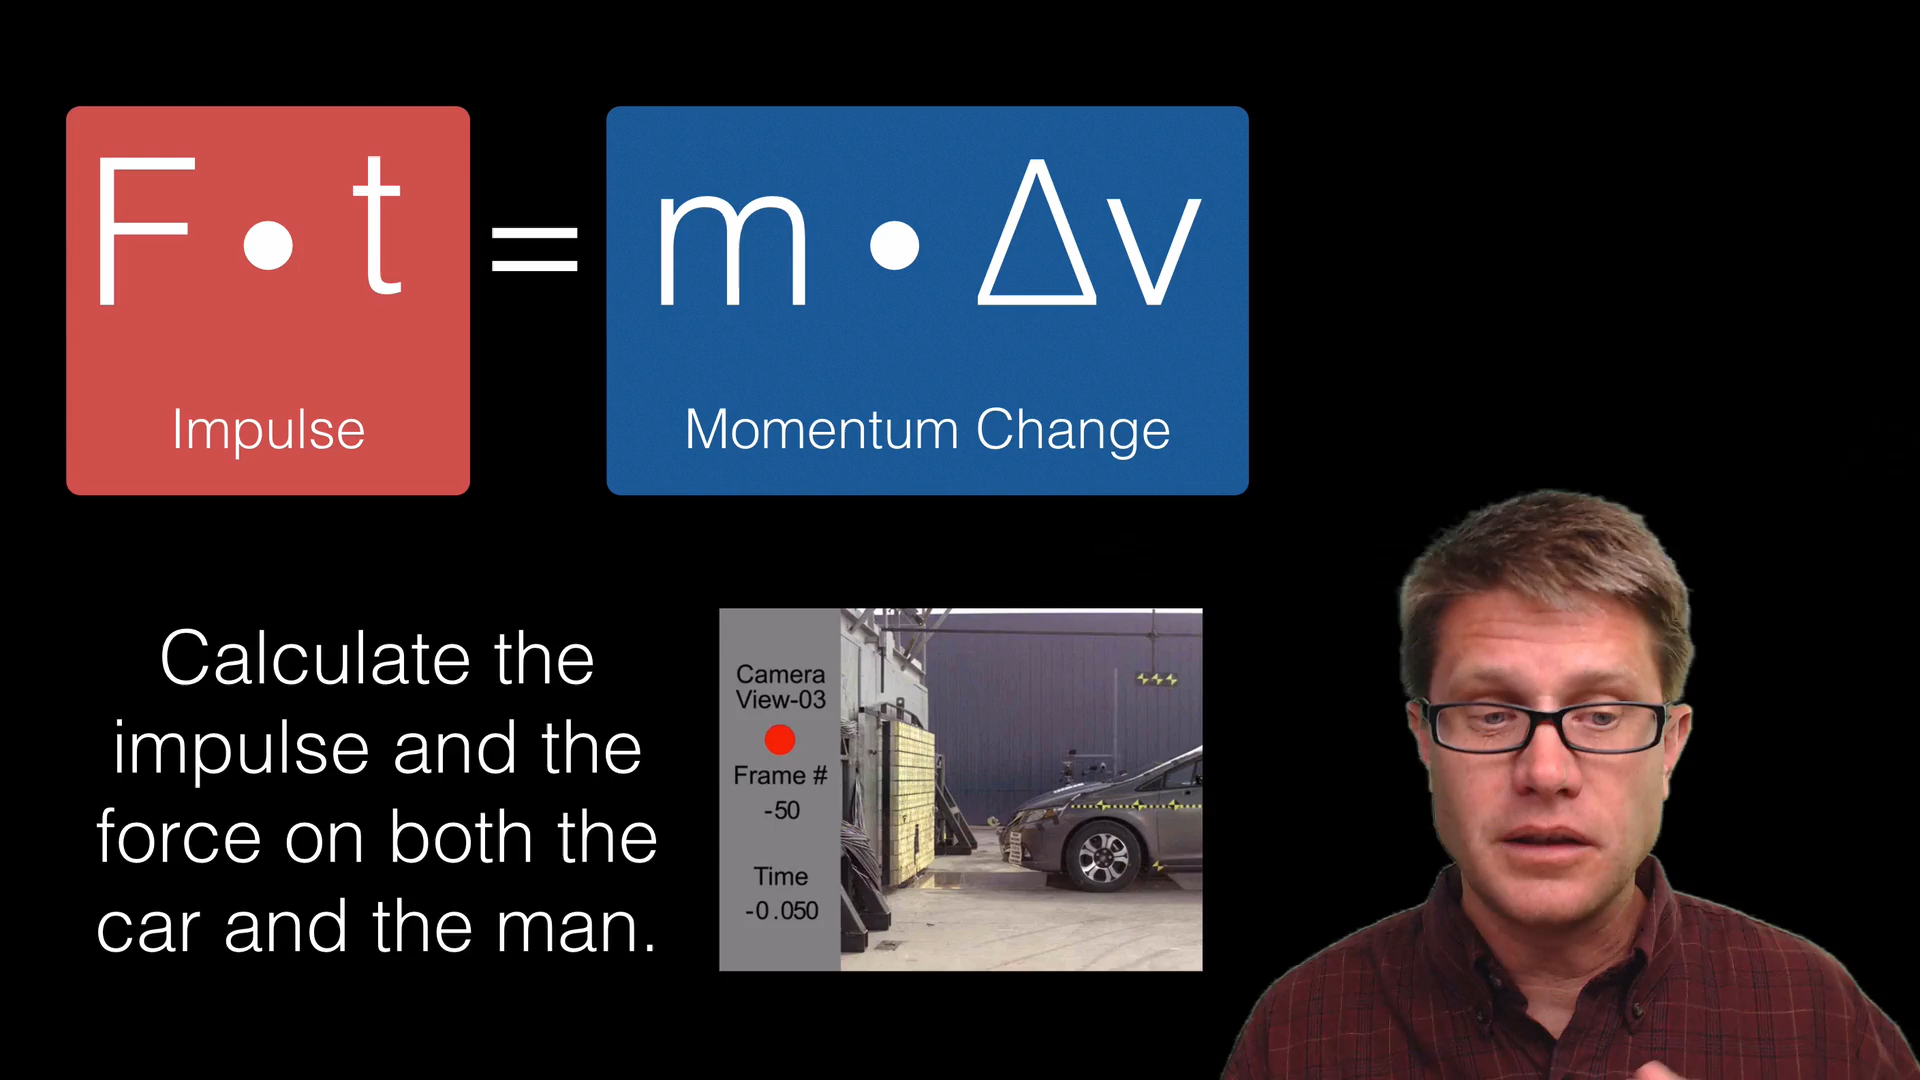 F • t = m • Δv
Impulse
Momentum Change
Calculate the
impulse and the
force on both the
car and the man.
Camera
View-03
Frame #
-50
Time
-0.050